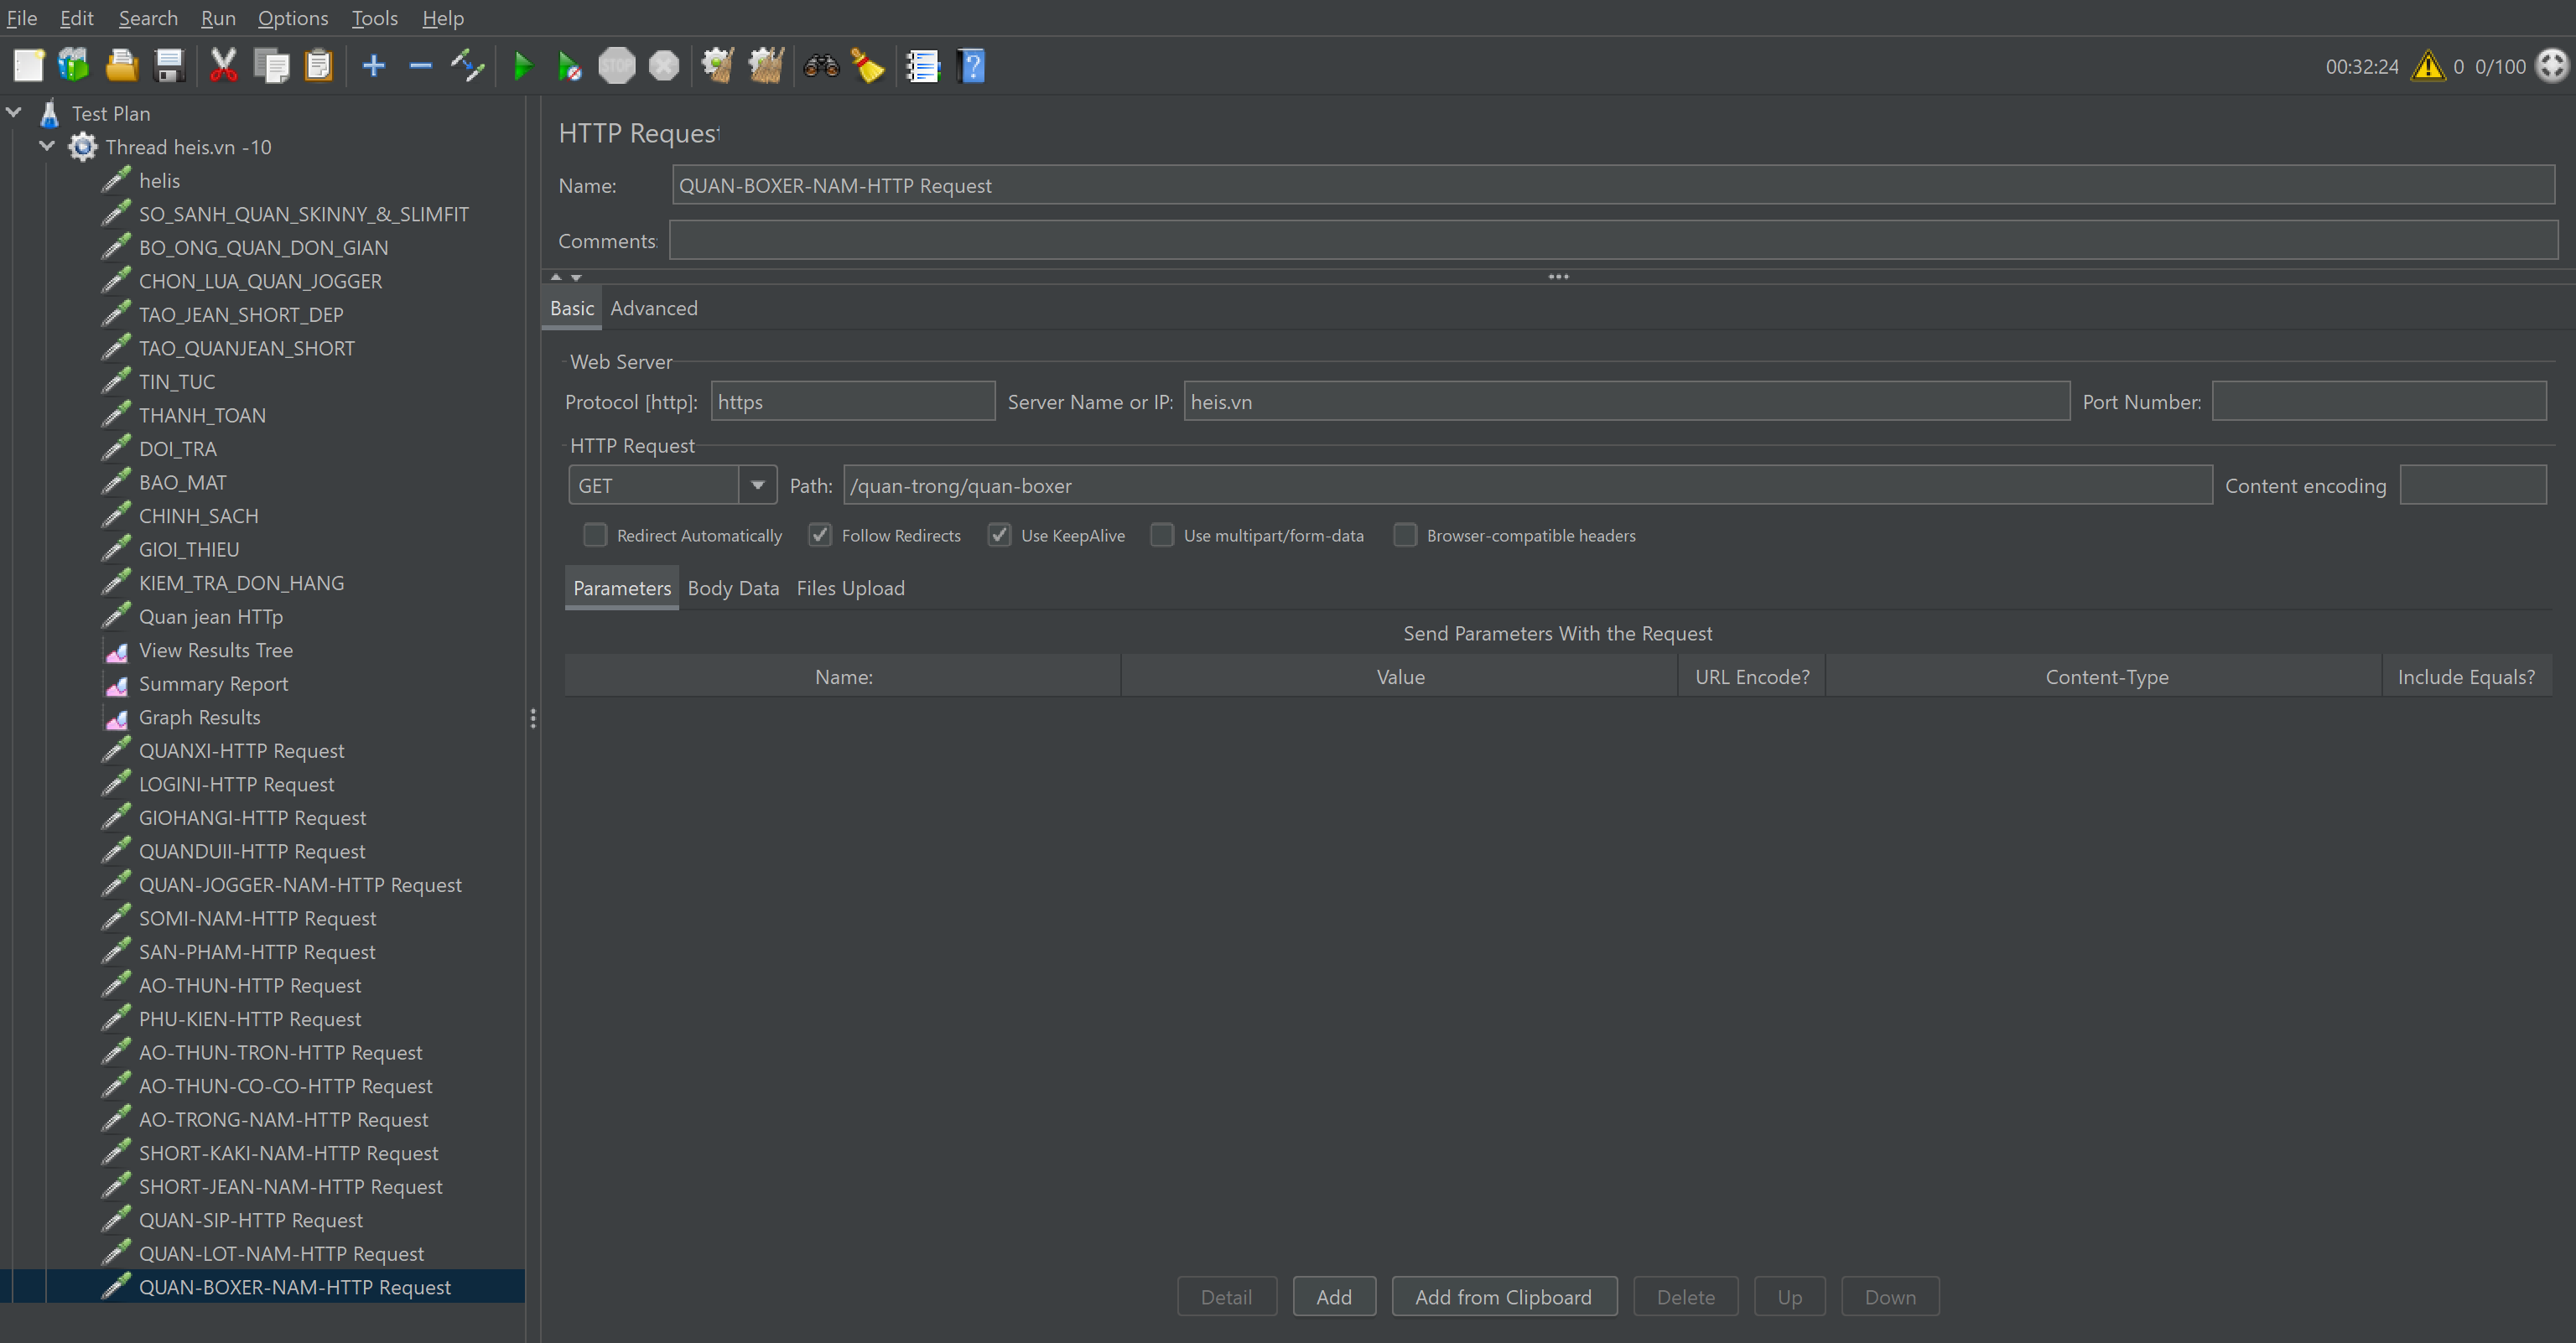 File Edit Search Run Options Tools Help
STOP
00:32:24 0 0/100
Test Plan
Thread heis.vn -10
helis
SO_SANH_QUAN_SKINNY_&_SLIMFIT
BO_ONG_QUAN_DON_GIAN
CHON_LUA_QUAN_JOGGER
TAO_JEAN_SHORT_DEP
TAO_QUANJEAN_SHORT
TIN_TUC
THANH_TOAN
DOI_TRA
BAO_MAT
CHINH_SACH
GIOI_THIEU
KIEM_TRA_DON_HANG
Quan jean HTTp
View Results Tree
Summary Report
Graph Results
QUANXI-HTTP Request
LOGINI-HTTP Request
GIOHANGI-HTTP Request
QUANDUII-HTTP Request
QUAN-JOGGER-NAM-HTTP Request
SOMI-NAM-HTTP Request
SAN-PHAM-HTTP Request
AO-THUN-HTTP Request
PHU-KIEN-HTTP Request
AO-THUN-TRON-HTTP Request
AO-THUN-CO-CO-HTTP Request
AO-TRONG-NAM-HTTP Request
SHORT-KAKI-NAM-HTTP Request
SHORT-JEAN-NAM-HTTP Request
QUAN-SIP-HTTP Request
QUAN-LOT-NAM-HTTP Request
QUAN-BOXER-NAM-HTTP Request
HTTP Request
Name: QUAN-BOXER-NAM-HTTP Request
Comments:
Basic Advanced
Web Server
Protocol [http]: https Server Name or IP: heis.vn Port Number:
HTTP Request
GET Path: /quan-trong/quan-boxer Content encoding
Redirect Automatically Follow Redirects Use KeepAlive Use multipart/form-data Browser-compatible headers
Parameters Body Data Files Upload
Send Parameters With the Request
Name: Value URL Encode? Content-Type Include Equals?
Detail Add Add from Clipboard Delete Up Down